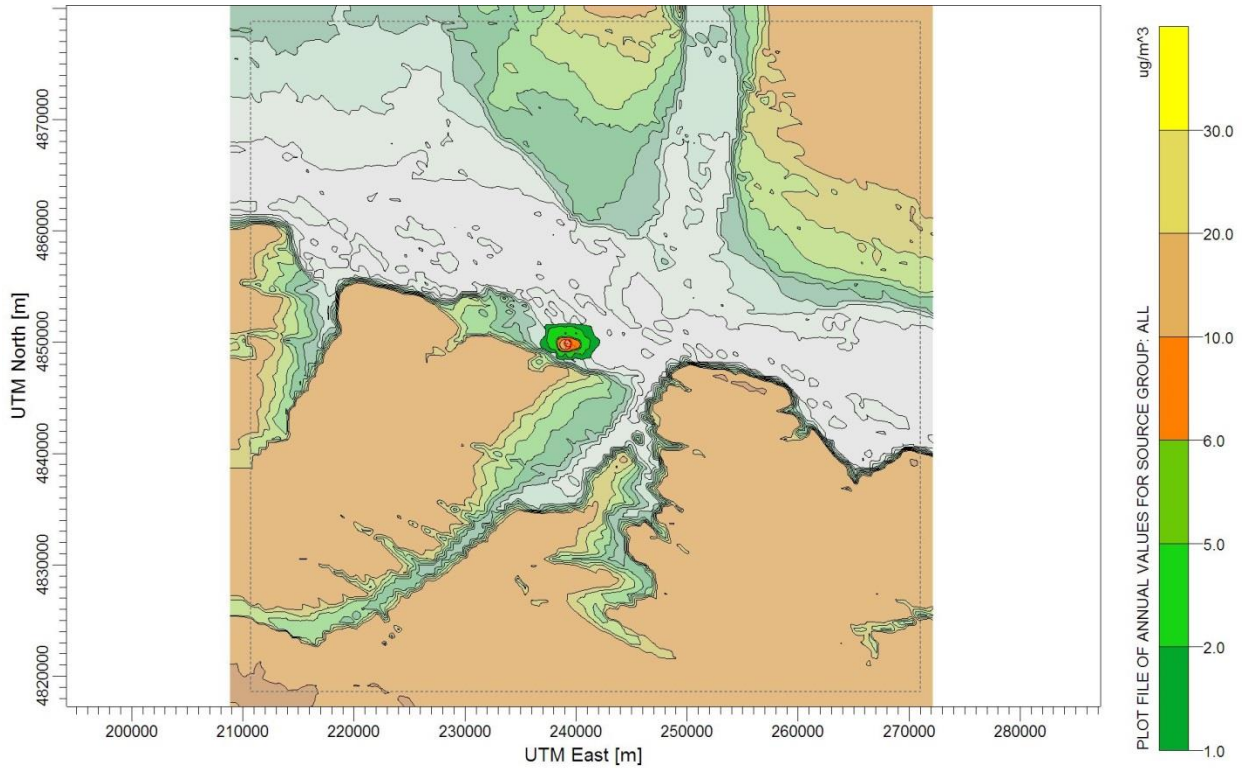 UTM North [m]
4870000
4860000
4850000
4840000
4830000
4820000
200000 210000 220000 230000 240000 250000 260000 270000 280000
UTM East [m]
PLOT FILE OF ANNUAL VALUES FOR SOURCE GROUP: ALL
ug/m^3
30.0
20.0
10.0
6.0
5.0
2.0
1.0